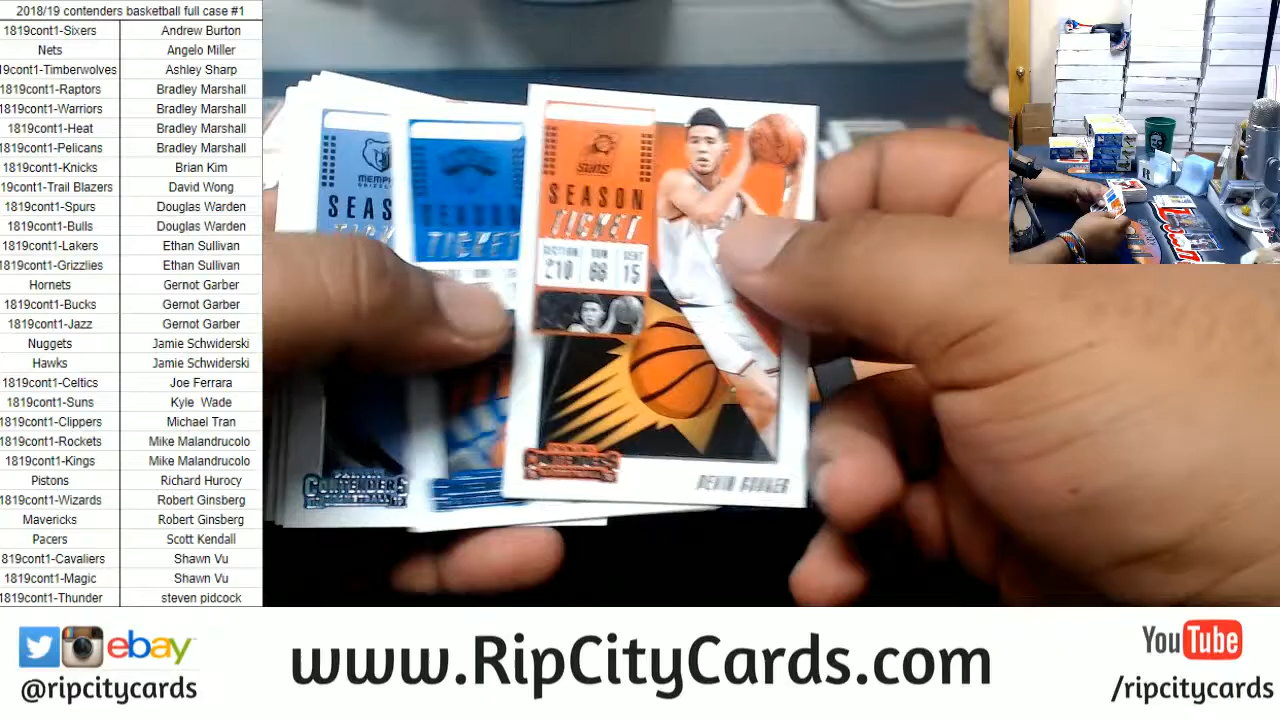 2018/19 contenders basketball full case #1
1819cont1-Sixers Andrew Burton
Nets Angelo Miller
19cont1-Timberwolves Ashley Sharp
1819cont1-Raptors Bradley Marshall
1819cont1-Warriors Bradley Marshall
1819cont1-Heat Bradley Marshall
1819cont1-Pelicans Bradley Marshall
1819cont1-Knicks Brian Kim
19cont1-Trail Blazers David Wong
1819cont1-Spurs Douglas Warden
1819cont1-Bulls Douglas Warden
1819cont1-Lakers Ethan Sullivan
1819cont1-Grizzlies Ethan Sullivan
Hornets Gernot Garber
1819cont1-Bucks Gernot Garber
1819cont1-Jazz Gernot Garber
Nuggets Jamie Schwiderski
Hawks Jamie Schwiderski
1819cont1-Celtics Joe Ferrara
1819cont1-Suns Kyle Wade
1819cont1-Clippers Michael Tran
1819cont1-Rockets Mike Malandrucolo
1819cont1-Kings Mike Malandrucolo
Pistons Richard Hurocy
1819cont1-Wizards Robert Ginsberg
Mavericks Robert Ginsberg
Pacers Scott Kendall
819cont1-Cavaliers Shawn Vu
1819cont1-Magic Shawn Vu
1819cont1-Thunder steven pidcock
MEMPH
SEAS
CONTENDERS
TICKET
SUNS
SEASON
TICKET
SECTION ROW SEAT
210 66 15
CONTENDERS
DEVIN BOOKER
ebay
@ripcitycards
www.RipCityCards.com
YouTube
/ripcitycards